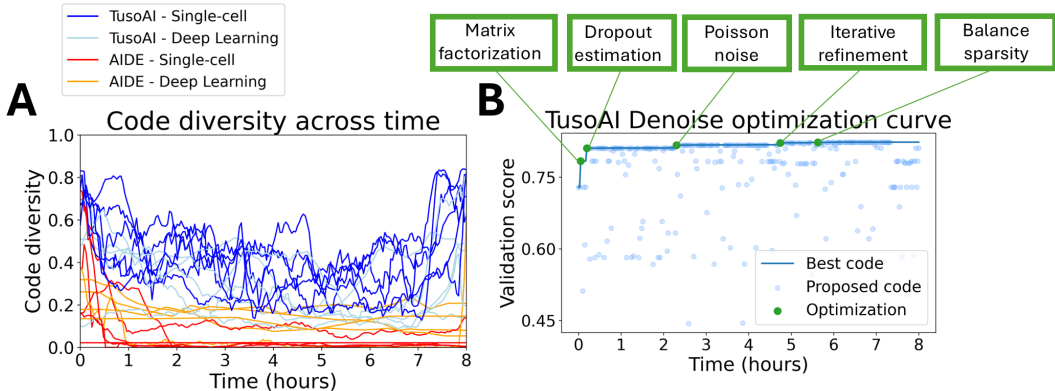 TusoAI - Single-cell
TusoAI - Deep Learning
AIDE - Single-cell
AIDE - Deep Learning
Matrix
factorization
Dropout
estimation
Poisson
noise
Iterative
refinement
Balance
sparsity
A
Code diversity across time
Code diversity
1.0
0.8
0.6
0.4
0.2
0.0
0 1 2 3 4 5 6 7 8
Time (hours)
B
TusoAI Denoise optimization curve
Validation score
0.75
0.60
0.45
Best code
Proposed code
Optimization
0 1 2 3 4 5 6 7 8
Time (hours)